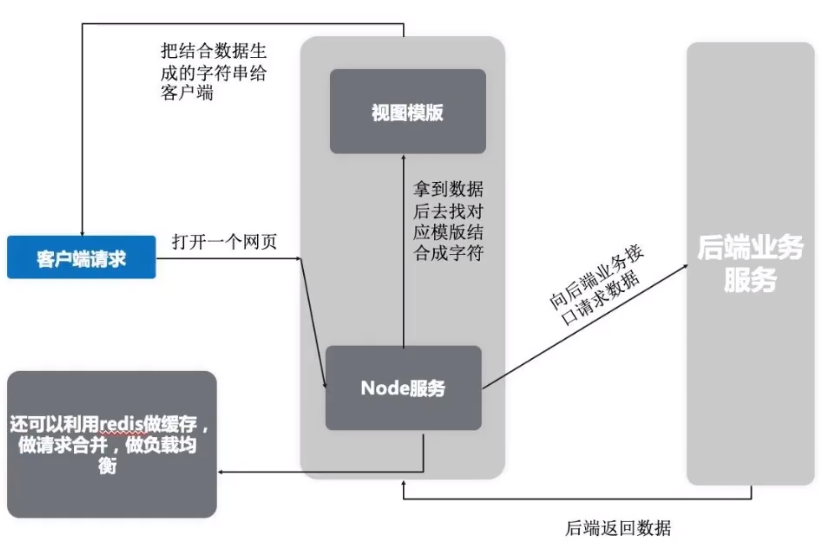 把结合数据生
成的字符串给
客户端
视图模版
拿到数据
后去找对
应模版结
合成字符
打开一个网页
客户端请求
向后端业务接
口请求数据
后端业务
服务
Node服务
还可以利用redis做缓存，
做请求合并，做负载均
衡
后端返回数据